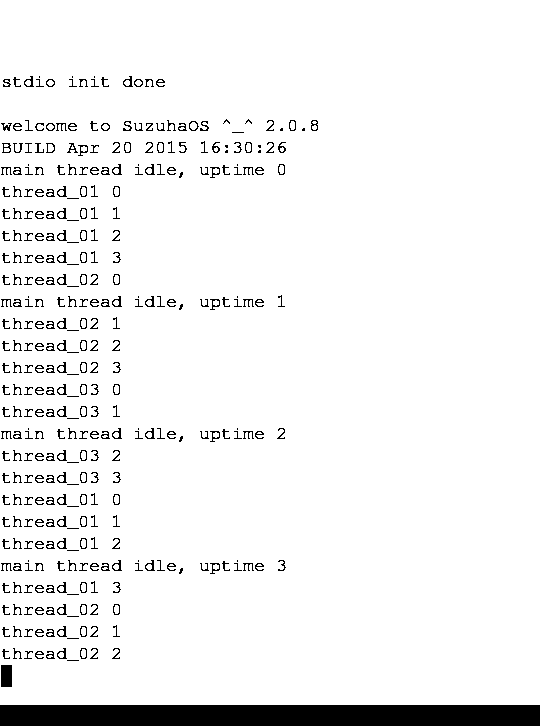 stdio init done
welcome to SuzuhaOS ^_^ 2.0.8
BUILD Apr 20 2015 16:30:26
main thread idle, uptime 0
thread_01 0
thread_01 1
thread_01 2
thread_01 3
thread_02 0
main thread idle, uptime 1
thread_02 1
thread_02 2
thread_02 3
thread_03 0
thread_03 1
main thread idle, uptime 2
thread_03 2
thread_03 3
thread_01 0
thread_01 1
thread_01 2
main thread idle, uptime 3
thread_01 3
thread_02 0
thread_02 1
thread_02 2